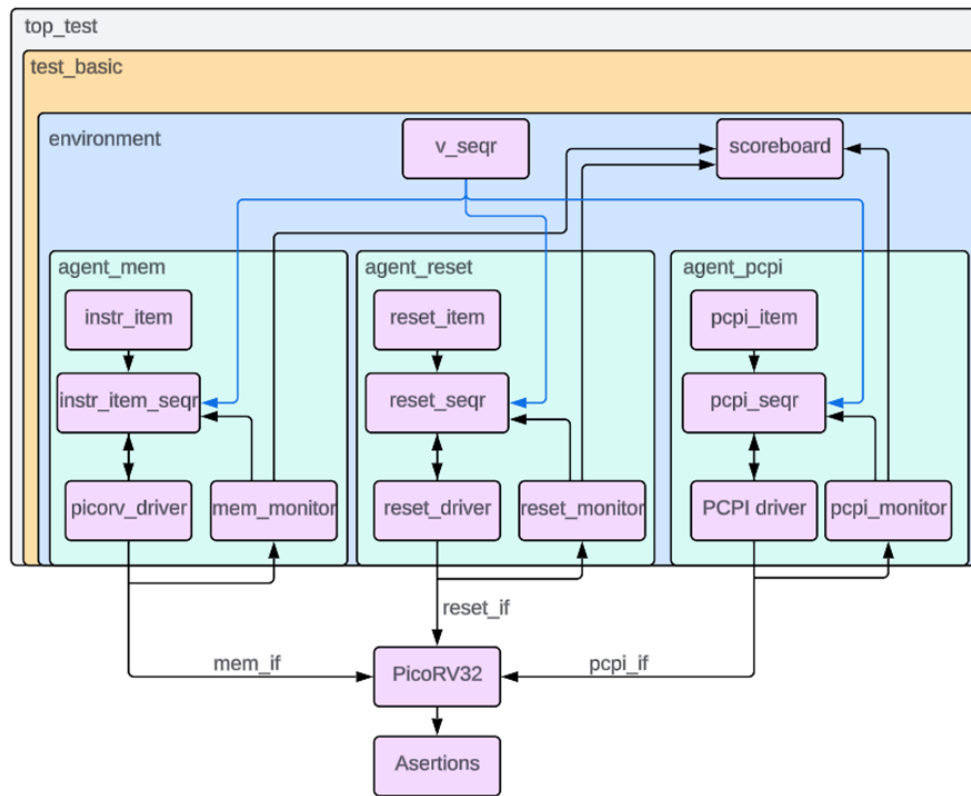 top_test
test_basic
environment
v_seqr
scoreboard
agent_mem
agent_reset
agent_pcpi
instr_item
reset_item
pcpi_item
instr_item_seqr
reset_seqr
pcpi_seqr
picorv_driver
mem_monitor
reset_driver
reset_monitor
PCPI driver
pcpi_monitor
reset_if
mem_if
pcpi_if
PicoRV32
Asertions